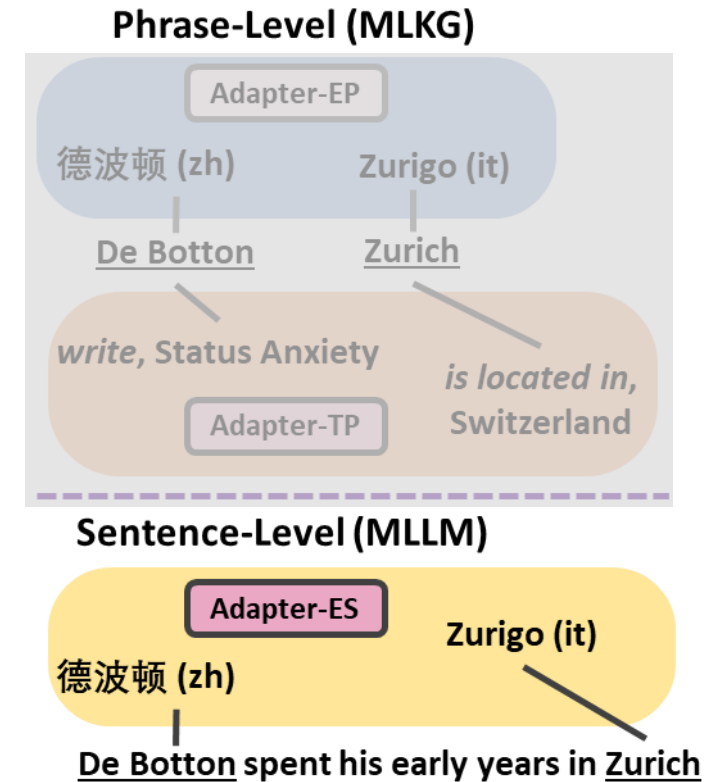 Phrase-Level (MLKG)
Adapter-EP
德波顿 (zh)
Zurigo (it)
De Botton
Zurich
write, Status Anxiety
is located in,
Switzerland
Adapter-TP
Sentence-Level (MLLM)
Adapter-ES
Zurigo (it)
德波顿 (zh)
De Botton spent his early years in Zurich